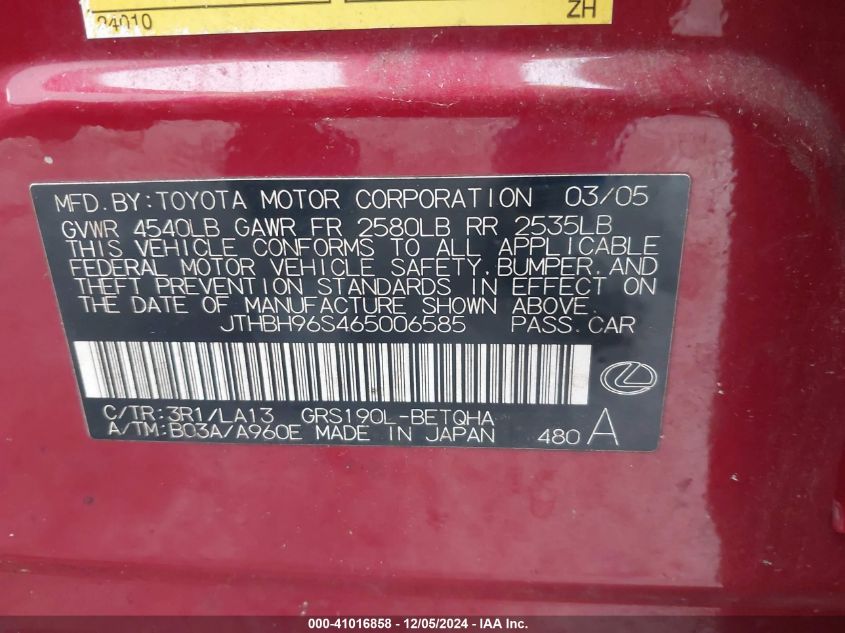 04010 ZH
MFD. BY: TOYOTA MOTOR CORPORATION 03/05
GVWR 4540LB GAWR FR 2580LB RR 2535LB
THIS VEHICLE CONFORMS TO ALL APPLICABLE
FEDERAL MOTOR VEHICLE SAFETY, BUMPER, AND
THEFT PREVENTION STANDARDS IN EFFECT ON
THE DATE OF MANUFACTURE SHOWN ABOVE.
JTHBH96S465006585 PASS. CAR
C/TR: 3R1/LA13 GRS190L-BETQHA
A/TM: B03A/A960E MADE IN JAPAN 480 A
000-41016858 - 12/05/2024 - IAA Inc.